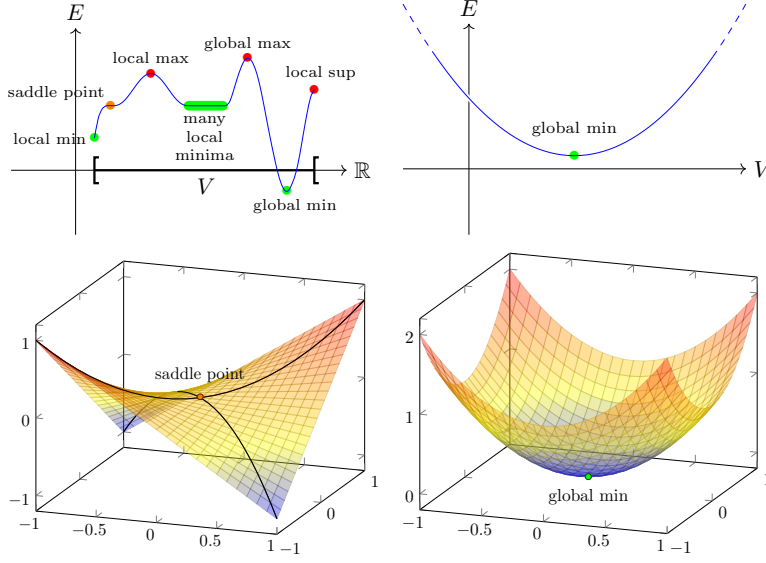 E
global max
local max
local sup
saddle point
many
local
minima
local min
ℝ
V
global min
E
global min
V
saddle point
1
0
−1
−1
−0.5
0
0.5
1
−1
0
1
2
1
0
global min
−1
−0.5
0
0.5
1
−1
0
1